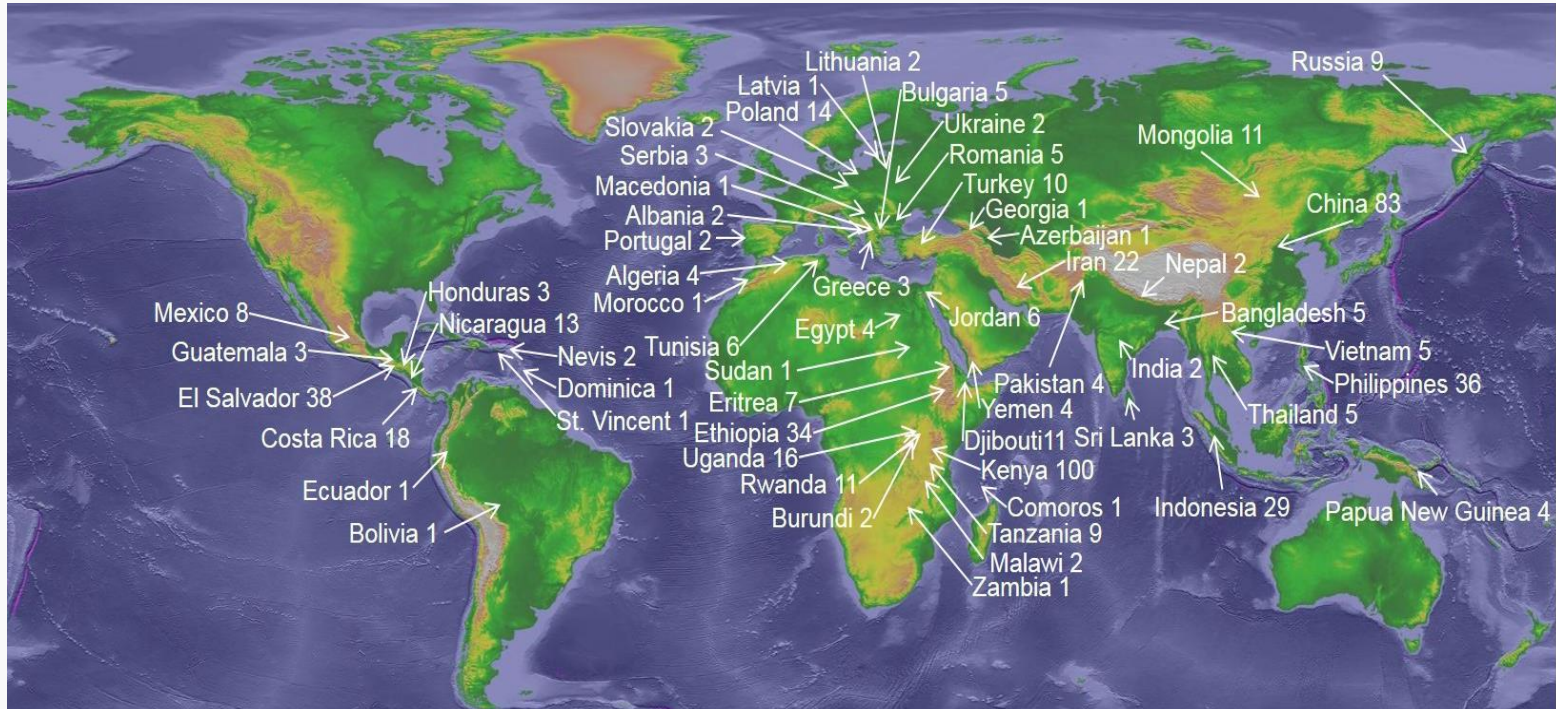 Lithuania 2
Russia 9
Latvia 1
Bulgaria 5
Poland 14
Slovakia 2
Ukraine 2
Mongolia 11
Serbia 3
Romania 5
Macedonia 1
Turkey 10
China 83
Albania 2
Georgia 1
Portugal 2
Azerbaijan 1
Iran 22
Nepal 2
Algeria 4
Greece 3
Honduras 3
Morocco 1
Mexico 8
Nicaragua 13
Egypt 4
Jordan 6
Bangladesh 5
Guatemala 3
Nevis 2
Tunisia 6
Vietnam 5
Sudan 1
India 2
El Salvador 38
Dominica 1
Pakistan 4
Philippines 36
Eritrea 7
Yemen 4
Thailand 5
St. Vincent 1
Costa Rica 18
Ethiopia 34
Djibouti11
Sri Lanka 3
Uganda 16
Kenya 100
Ecuador 1
Rwanda 11
Comoros 1
Indonesia 29
Papua New Guinea 4
Burundi 2
Bolivia 1
Tanzania 9
Malawi 2
Zambia 1